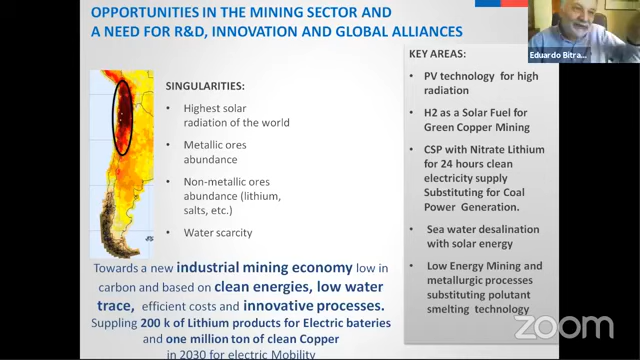 OPPORTUNITIES IN THE MINING SECTOR AND
A NEED FOR R&D, INNOVATION AND GLOBAL ALLIANCES
Eduardo Bitra...
SINGULARITIES:
• Highest solar
radiation of the world
• Metallic ores
abundance
• Non-metallic ores
abundance (lithium,
salts, etc.)
• Water scarcity
KEY AREAS:
• PV technology for high
radiation
• H2 as a Solar Fuel for
Green Copper Mining
• CSP with Nitrate Lithium
for 24 hours clean
electricity supply
Substituting for Coal
Power Generation.
• Sea water desalination
with solar energy
• Low Energy Mining and
metallurgic processes
substituting polutant
smelting technology
Towards a new industrial mining economy low in
carbon and based on clean energies, low water
trace, efficient costs and innovative processes.
Suppling 200 k of Lithium products for Electric bateries
and one million ton of clean Copper
in 2030 for electric Mobility
zoom